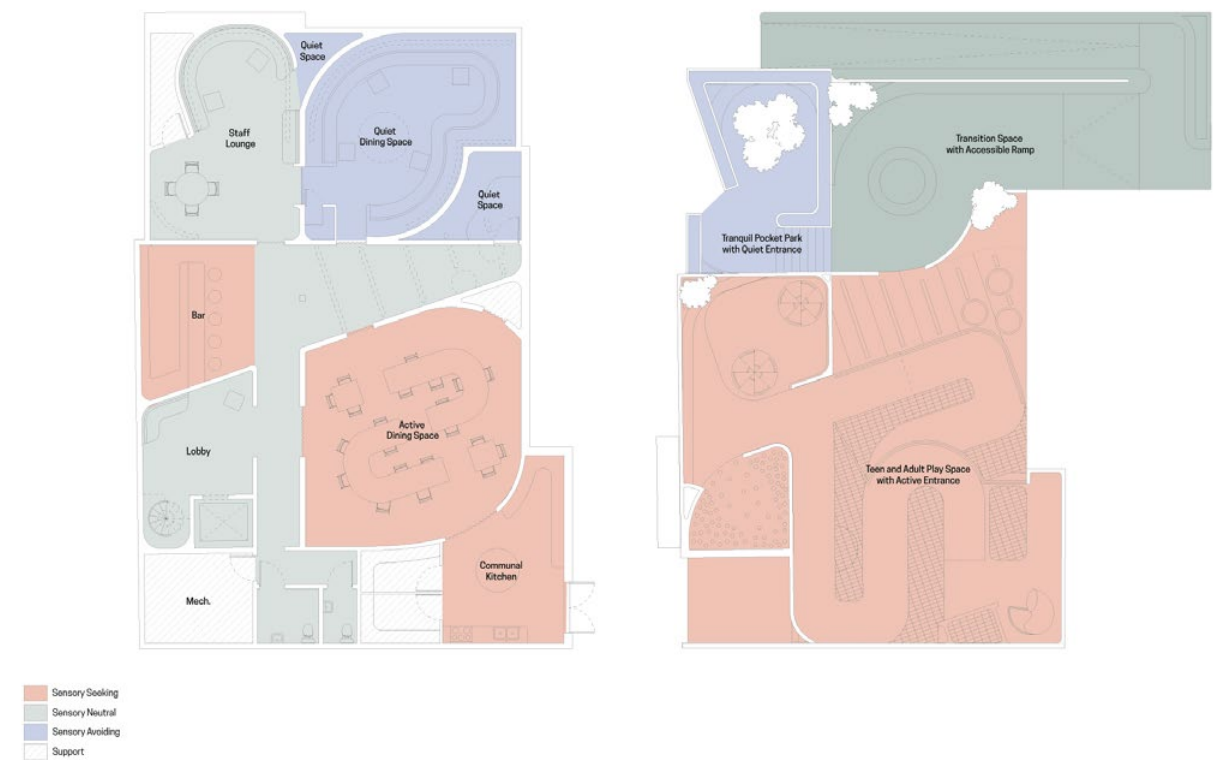 Quiet
Space
Staff
Lounge
Quiet
Dining Space
Quiet
Space
Bar
Active
Dining Space
Lobby
Communal
Kitchen
Mech.
Transition Space
with Accessible Ramp
Tranquil Pocket Park
with Quiet Entrance
Teen and Adult Play Space
with Active Entrance
Sensory Seeking
Sensory Neutral
Sensory Avoiding
Support